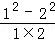 1² − 2²
1 × 2